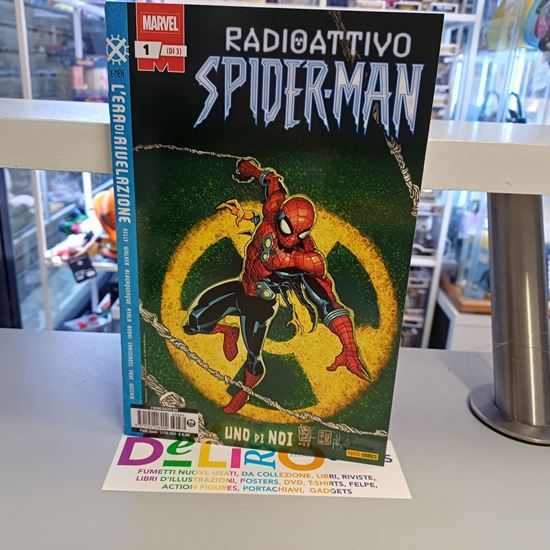 MARVEL
1 (DI 3)
RADIOATTIVO
SPIDER-MAN
X-MEN
L'ERA DI RIVELAZIONE
UNO DI NOI
PANINI COMICS
DELIRO
FUMETTI NUOVI, USATI, DA COLLEZIONE, LIBRI, RIVISTE,
LIBRI D'ILLUSTRAZIONI, POSTERS, DVD, T-SHIRTS, FELPE,
ACTION FIGURES, PORTACHIAVI, GADGETS